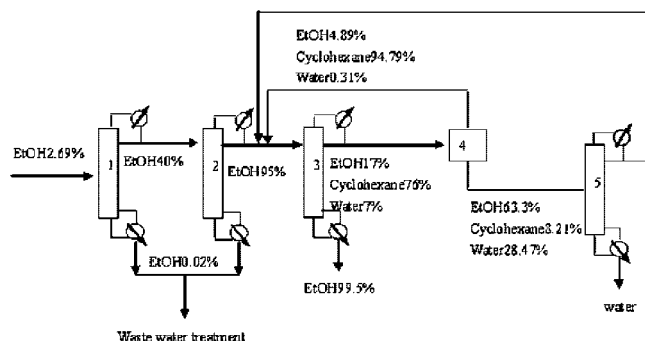 EtOH4.89%
Cyclohexane94.79%
Water0.31%
EtOH2.69%
1
EtOH40%
2
EtOH95%
3
EtOH17%
Cyclohexane76%
Water7%
4
5
EtOH63.3%
Cyclohexane8.21%
Water28.47%
EtOH0.02%
EtOH99.5%
water
Waste water treatment